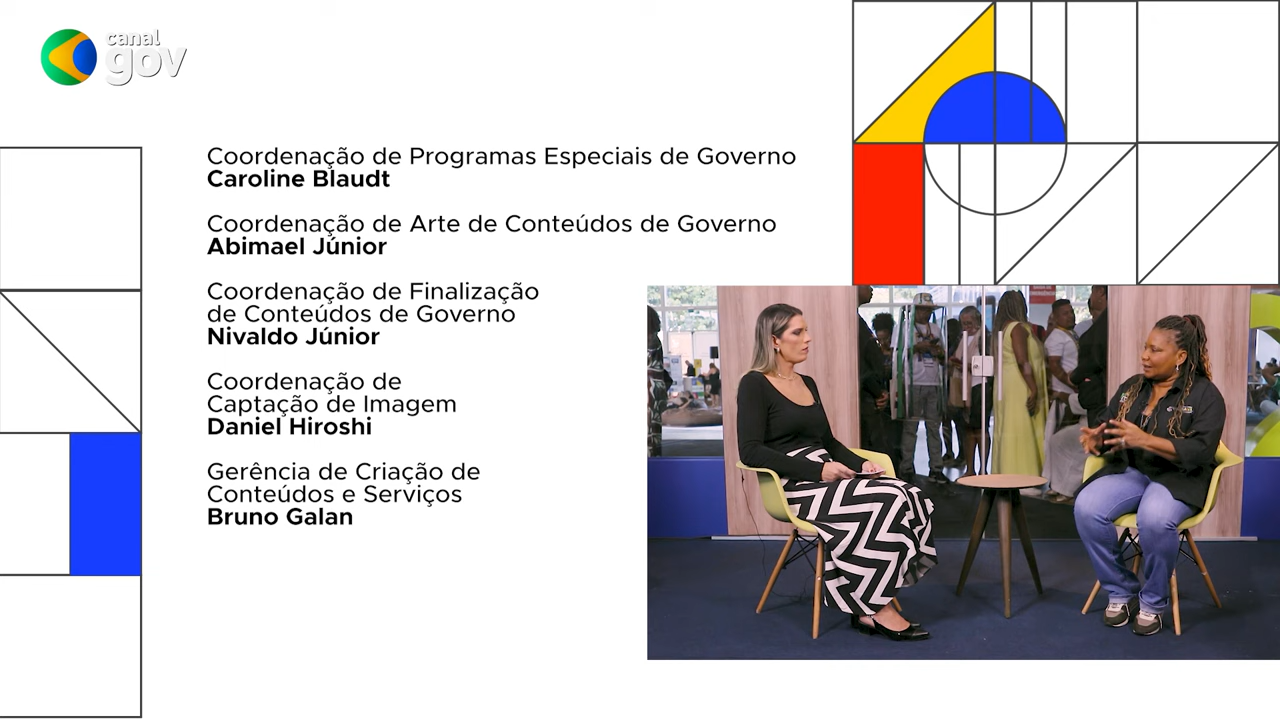 canal
gov
Coordenação de Programas Especiais de Governo
Caroline Blaudt
Coordenação de Arte de Conteúdos de Governo
Abimael Júnior
Coordenação de Finalização
de Conteúdos de Governo
Nivaldo Júnior
Coordenação de
Captação de Imagem
Daniel Hiroshi
Gerência de Criação de
Conteúdos e Serviços
Bruno Galan